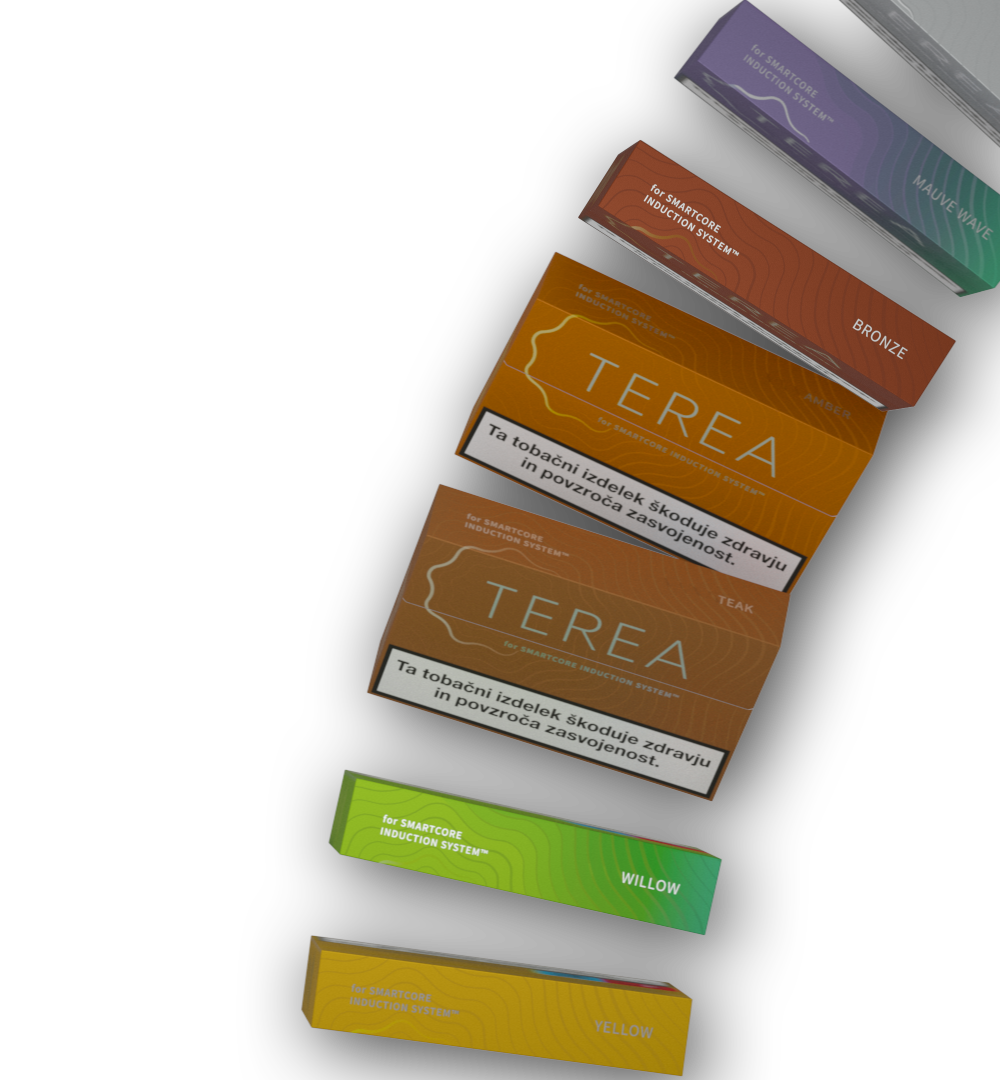 for SMARTCORE
INDUCTION SYSTEM™
TEREA
MAUVE WAVE
for SMARTCORE
INDUCTION SYSTEM™
TEREA
BRONZE
for SMARTCORE
INDUCTION SYSTEM™
AMBER
TEREA
for SMARTCORE INDUCTION SYSTEM™
Ta tobačni izdelek škoduje zdravju
in povzroča zasvojenost.
for SMARTCORE
INDUCTION SYSTEM™
TEAK
TEREA
for SMARTCORE INDUCTION SYSTEM™
Ta tobačni izdelek škoduje zdravju
in povzroča zasvojenost.
for SMARTCORE
INDUCTION SYSTEM™
WILLOW
for SMARTCORE
INDUCTION SYSTEM™
YELLOW